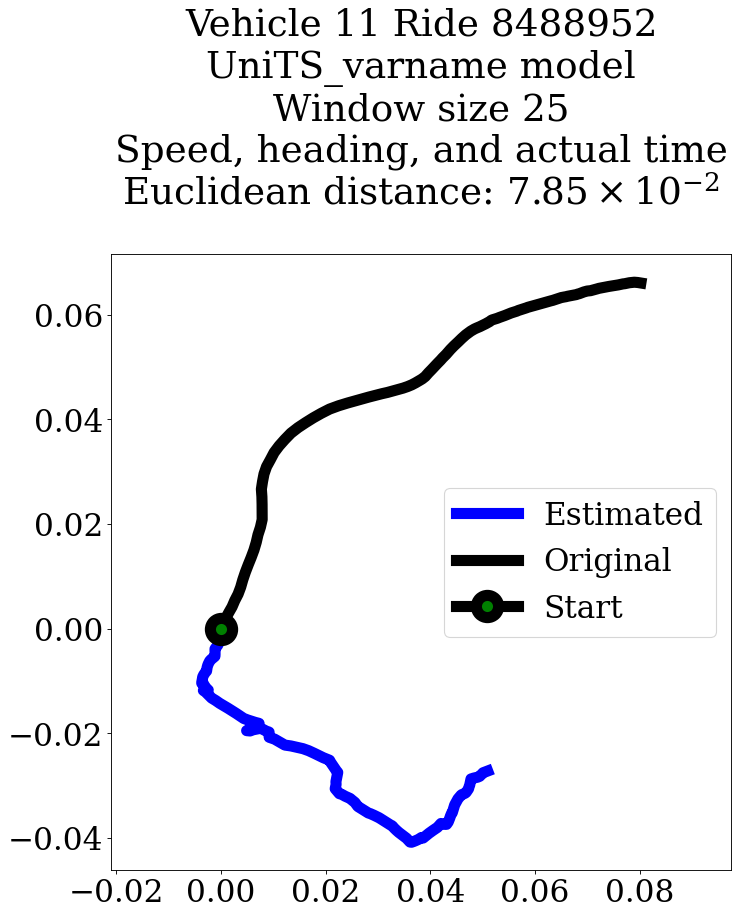 Vehicle 11 Ride 8488952
UniTS_varname model
Window size 25
Speed, heading, and actual time
Euclidean distance: 7.85 × 10⁻²
0.06
0.04
0.02
0.00
−0.02
−0.04
Estimated
Original
Start
−0.02 0.00 0.02 0.04 0.06 0.08